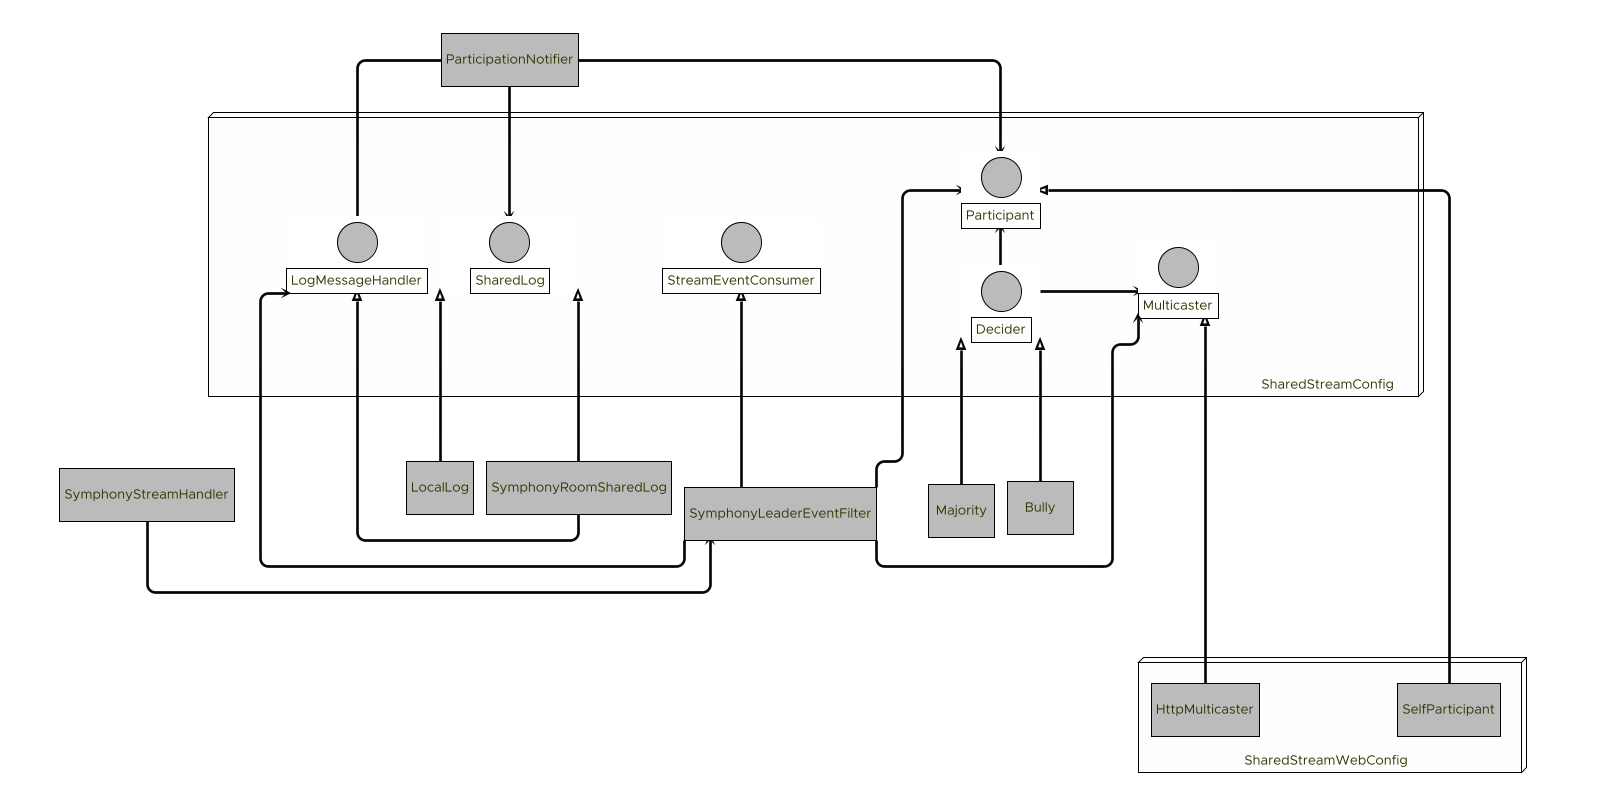 ParticipationNotifier
Participant
LogMessageHandler
SharedLog
StreamEventConsumer
Multicaster
Decider
SharedStreamConfig
SymphonyStreamHandler
LocalLog
SymphonyRoomSharedLog
SymphonyLeaderEventFilter
Majority
Bully
HttpMulticaster
SelfParticipant
SharedStreamWebConfig